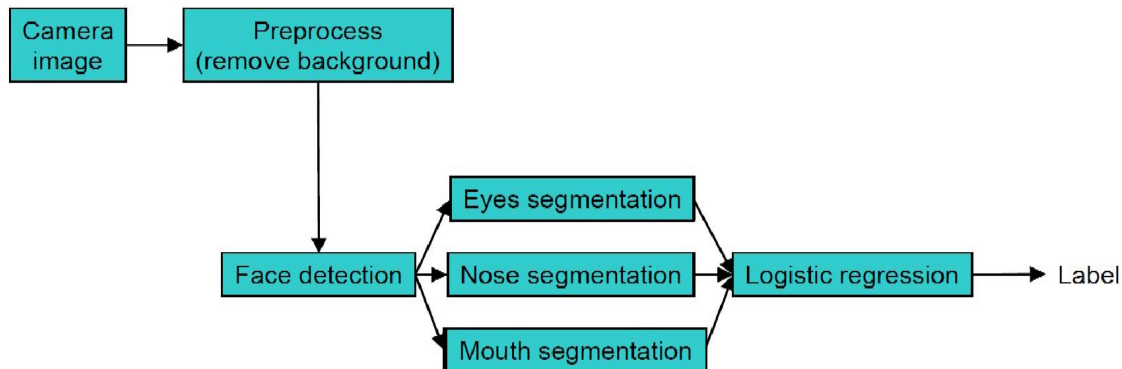 Camera
image
Preprocess
(remove background)
Eyes segmentation
Face detection
Nose segmentation
Logistic regression
Label
Mouth segmentation